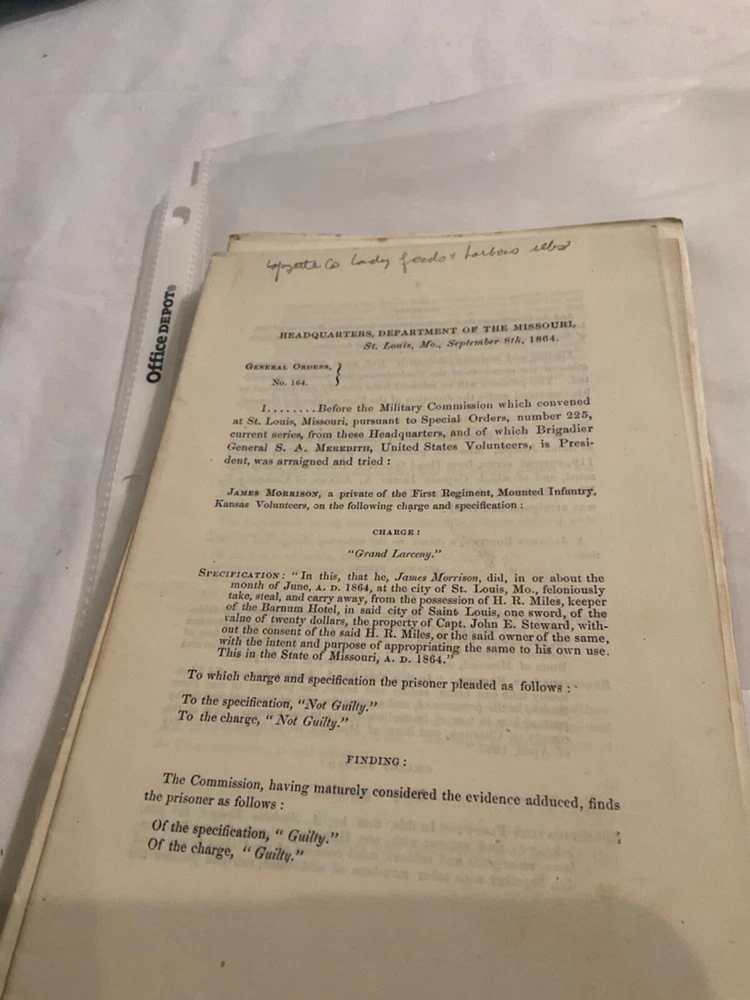 Lafayette Co Lady feeds & harbors rebs
HEADQUARTERS, DEPARTMENT OF THE MISSOURI,
St. Louis, Mo., September 8th, 1864.
GENERAL ORDERS, }
No. 164.
I........Before the Military Commission which convened
at St. Louis, Missouri, pursuant to Special Orders, number 225,
current series, from these Headquarters, and of which Brigadier
General S. A. MEREDITH, United States Volunteers, is Presi-
dent, was arraigned and tried :
JAMES MORRISON, a private of the First Regiment, Mounted Infantry,
Kansas Volunteers, on the following charge and specification :
CHARGE :
"Grand Larceny."
SPECIFICATION : "In this, that he, James Morrison, did, in or about the
month of June, A. D. 1864, at the city of St. Louis, Mo., feloniously
take, steal, and carry away, from the possession of H. R. Miles, keeper
of the Barnum Hotel, in said city of Saint Louis, one sword, of the
value of twenty dollars, the property of Capt. John E. Steward, with-
out the consent of the said H. R. Miles, or the said owner of the same,
with the intent and purpose of appropriating the same to his own use.
This in the State of Missouri, A. D. 1864."
To which charge and specification the prisoner pleaded as follows :
To the specification, "Not Guilty."
To the charge, "Not Guilty."
FINDING :
The Commission, having maturely considered the evidence adduced, finds
the prisoner as follows :
Of the specification, "Guilty."
Of the charge, "Guilty."
Office DEPOT®